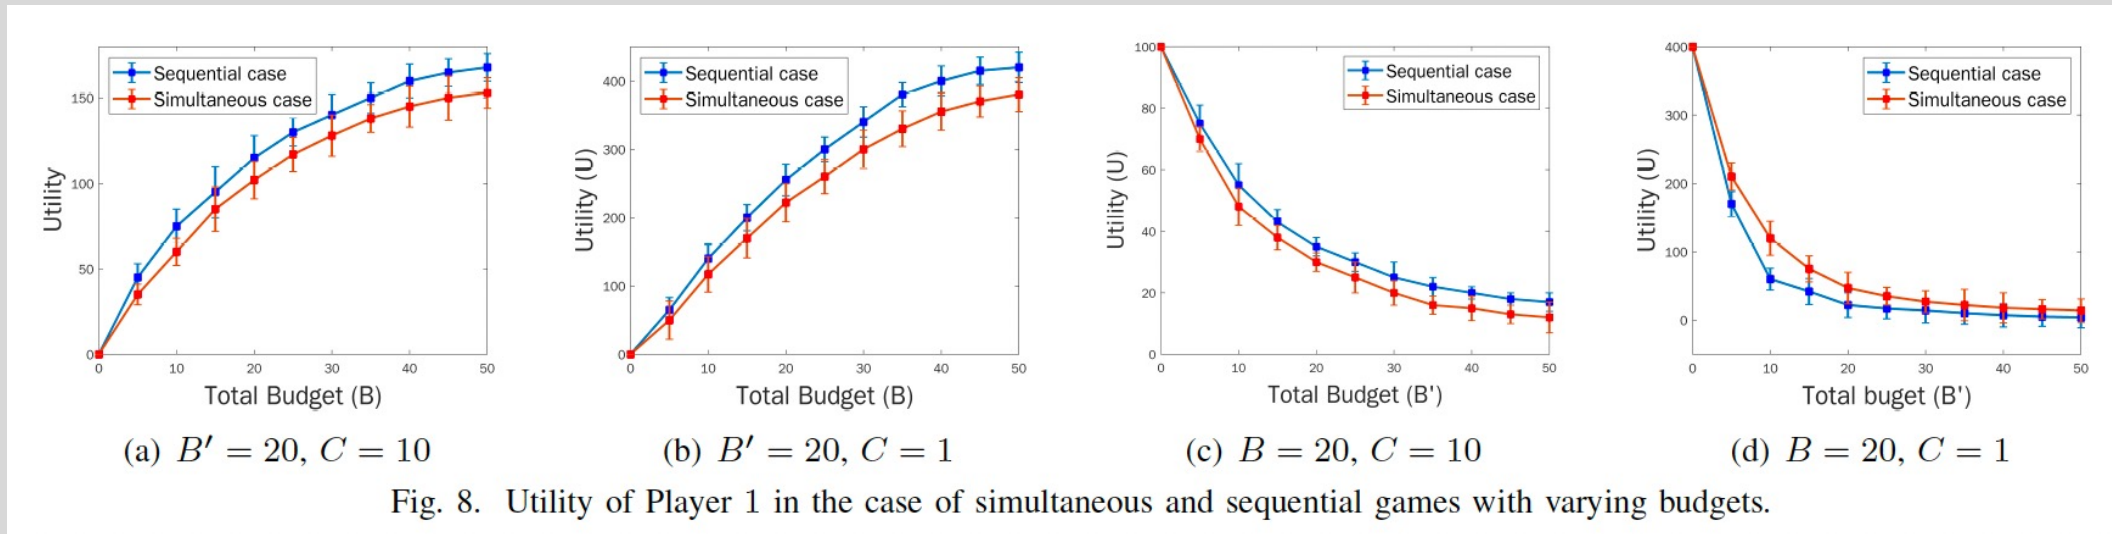 Sequential case
Simultaneous case
150
100
50
0
Utility
0 10 20 30 40 50
Total Budget (B)
(a) B′ = 20, C = 10
Sequential case
Simultaneous case
400
300
200
100
0
Utility (U)
0 10 20 30 40 50
Total Budget (B)
(b) B′ = 20, C = 1
Sequential case
Simultaneous case
100
80
60
40
20
0
Utility (U)
0 10 20 30 40 50
Total Budget (B')
(c) B = 20, C = 10
Sequential case
Simultaneous case
400
300
200
100
0
Utility (U)
0 10 20 30 40 50
Total buget (B')
(d) B = 20, C = 1
Fig. 8. Utility of Player 1 in the case of simultaneous and sequential games with varying budgets.